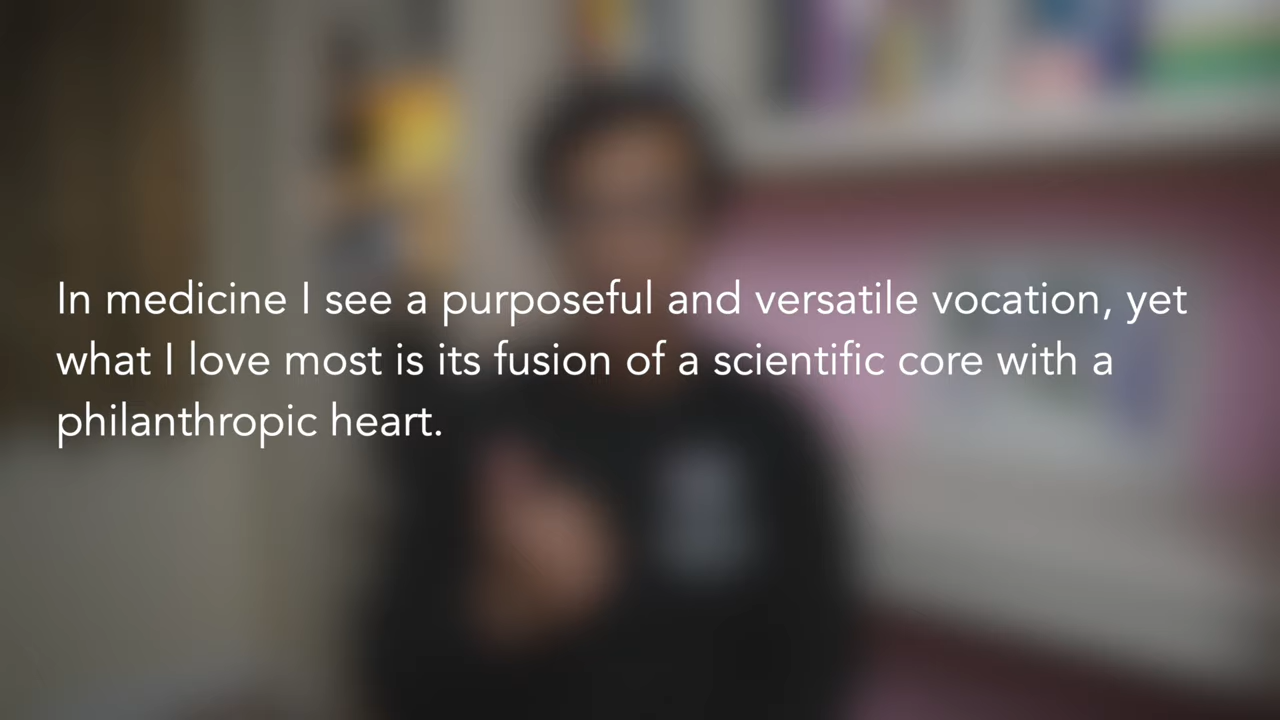 In medicine I see a purposeful and versatile vocation, yet
what I love most is its fusion of a scientific core with a
philanthropic heart.